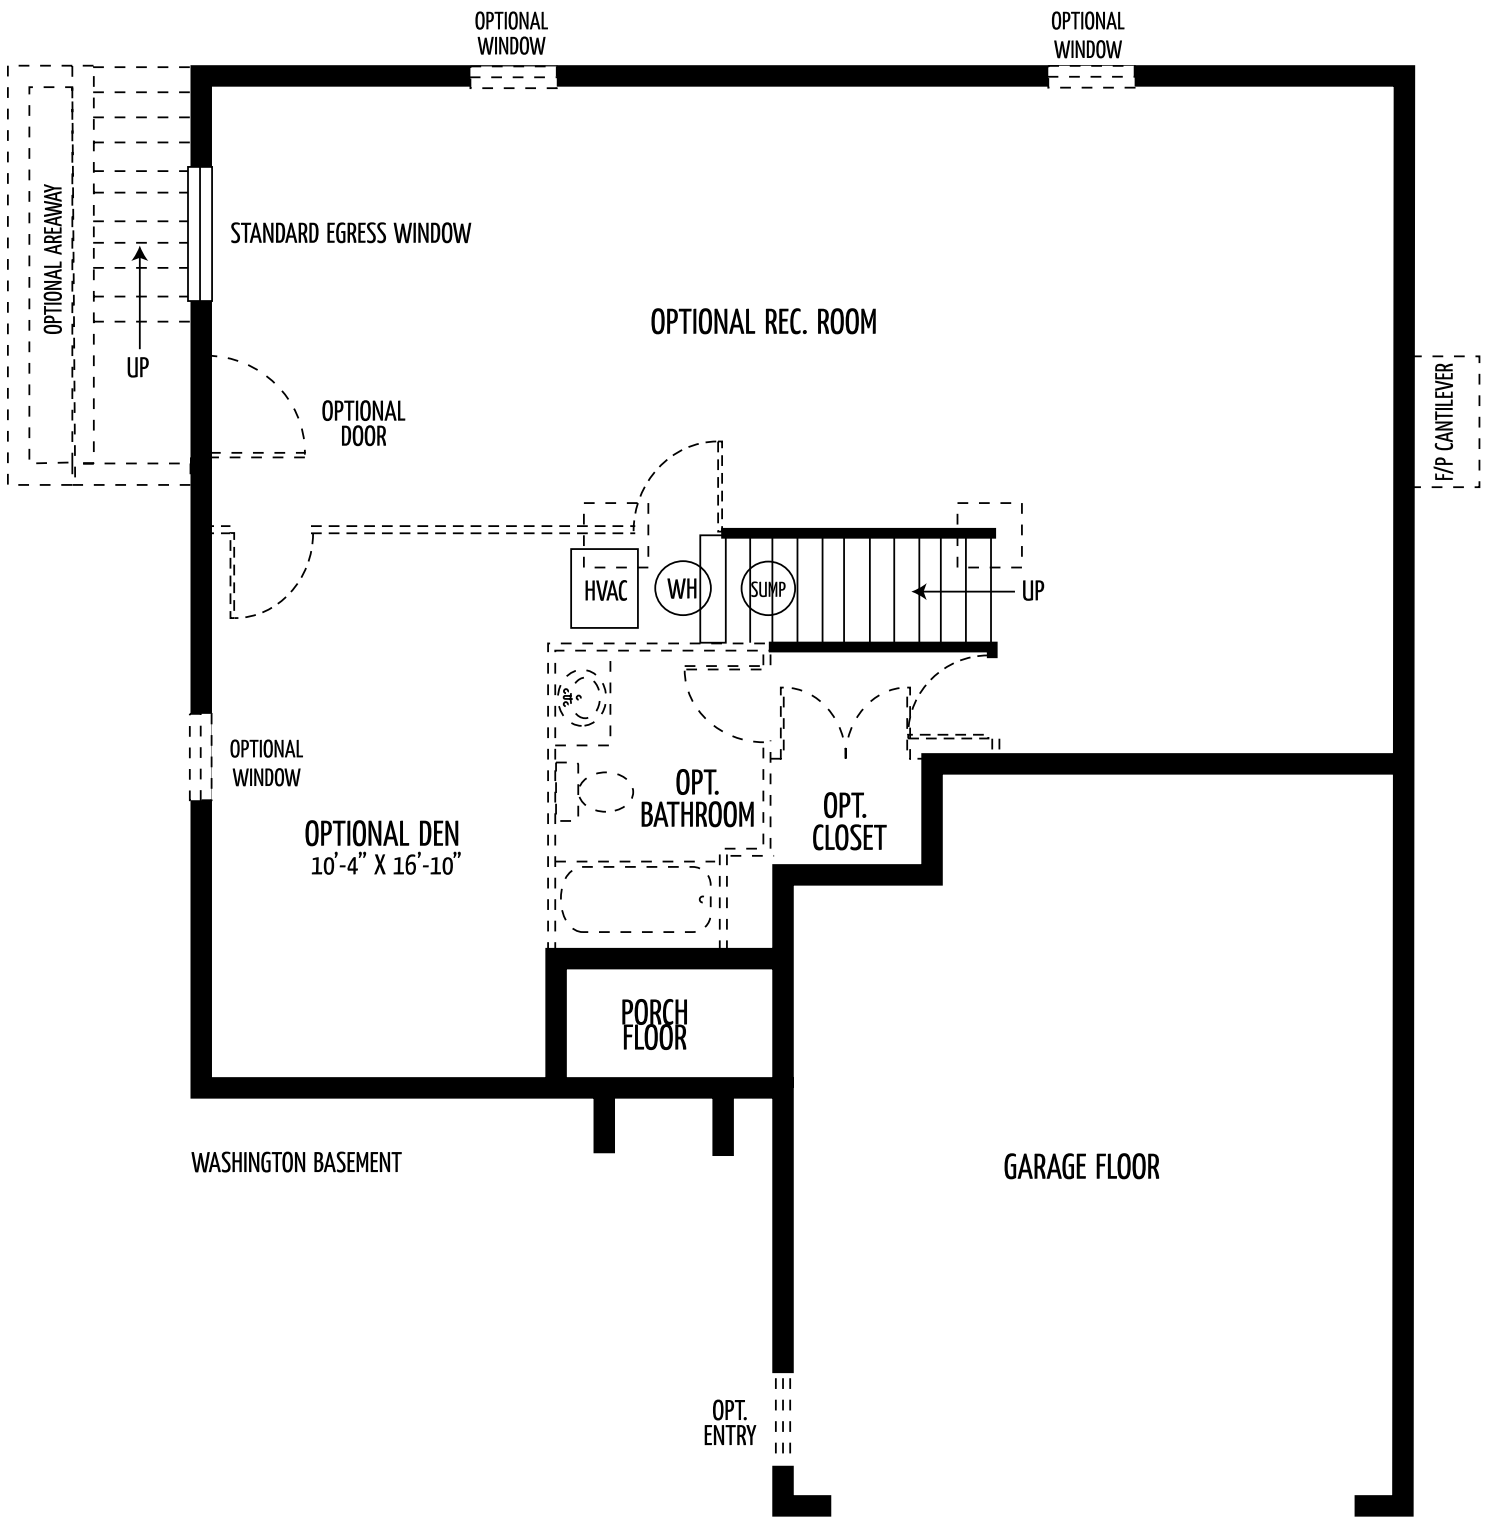 OPTIONAL
WINDOW
OPTIONAL
WINDOW
OPTIONAL AREAWAY
UP
STANDARD EGRESS WINDOW
OPTIONAL REC. ROOM
OPTIONAL
DOOR
F/P CANTILEVER
HVAC
WH
SUMP
UP
OPTIONAL
WINDOW
OPTIONAL DEN
10'-4" X 16'-10"
OPT.
BATHROOM
OPT.
CLOSET
PORCH
FLOOR
WASHINGTON BASEMENT
GARAGE FLOOR
OPT.
ENTRY